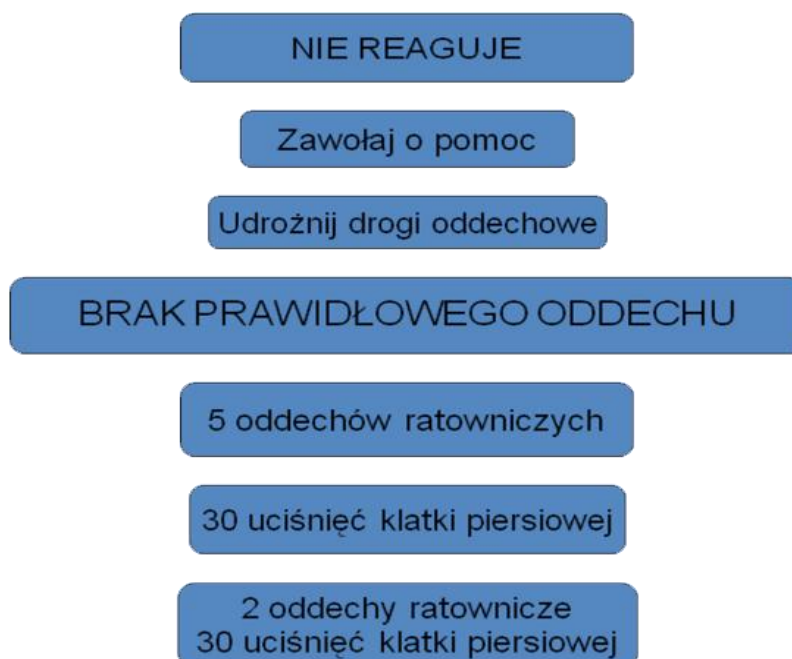 NIE REAGUJE
Zawołaj o pomoc
Udrożnij drogi oddechowe
BRAK PRAWIDŁOWEGO ODDECHU
5 oddechów ratowniczych
30 uciśnięć klatki piersiowej
2 oddechy ratownicze
30 uciśnięć klatki piersiowej